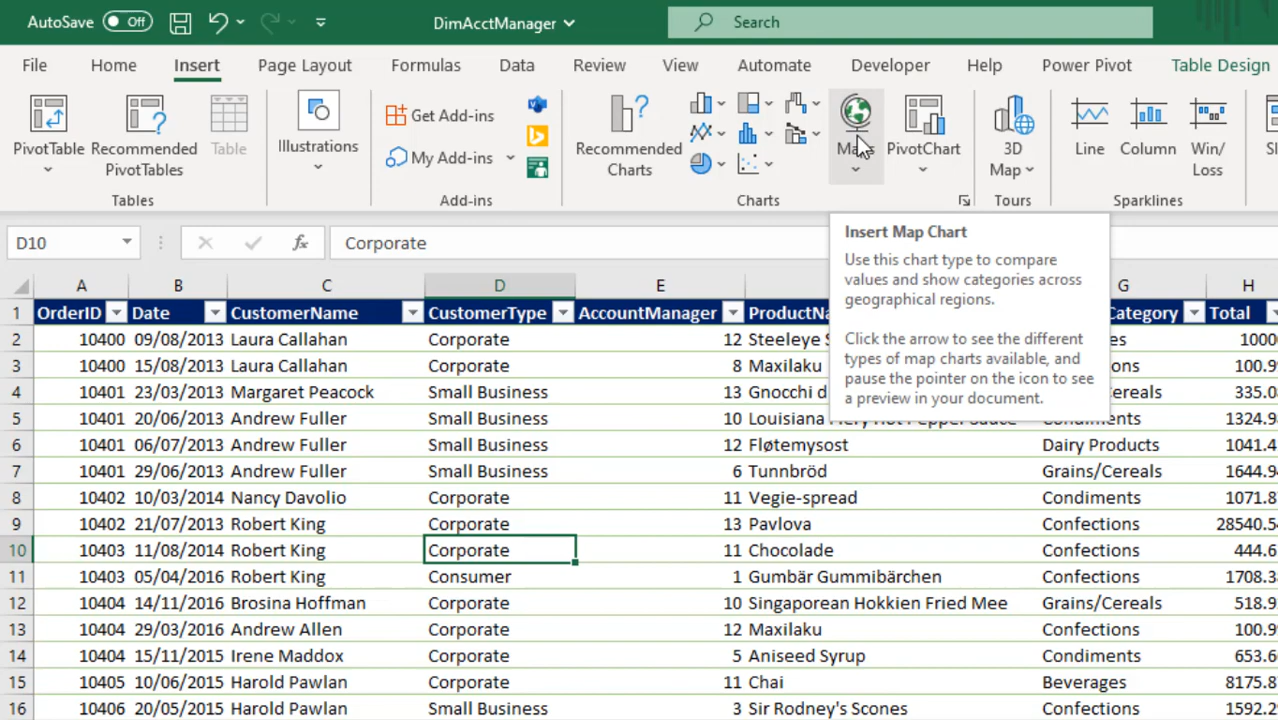 AutoSave Off DimAcctManager Search
File Home Insert Page Layout Formulas Data Review View Automate Developer Help Power Pivot Table Design
PivotTable Recommended PivotTables Table
Illustrations
Get Add-ins
My Add-ins
Recommended Charts
PivotChart
3D Map
Line Column Win/Loss
Tables Add-ins Charts Tours Sparklines
D10 fx Corporate
Insert Map Chart
Use this chart type to compare
values and show categories across
geographical regions.
Click the arrow to see the different
types of map charts available, and
pause the pointer on the icon to see
a preview in your document.
A B C D E G H
1 OrderID Date CustomerName CustomerType AccountManager Category Total
2 10400 09/08/2013 Laura Callahan Corporate 12 Steeleye
3 10400 15/08/2013 Laura Callahan Corporate 8 Maxilaku 100.9
4 10401 23/03/2013 Margaret Peacock Small Business 13 Gnocchi 335.0
5 10401 20/06/2013 Andrew Fuller Small Business 10 Louisiana Fiery Hot Pepper Sauce Condiments 1324.9
6 10401 06/07/2013 Andrew Fuller Small Business 12 Fløtemysost Dairy Products 1041.4
7 10401 29/06/2013 Andrew Fuller Small Business 6 Tunnbröd Grains/Cereals 1644.9
8 10402 10/03/2014 Nancy Davolio Corporate 11 Vegie-spread Condiments 1071.8
9 10402 21/07/2013 Robert King Corporate 13 Pavlova Confections 28540.5
10 10403 11/08/2014 Robert King Corporate 11 Chocolade Confections 444.6
11 10403 05/04/2016 Robert King Consumer 1 Gumbär Gummibärchen Confections 1708.3
12 10404 14/11/2016 Brosina Hoffman Corporate 10 Singaporean Hokkien Fried Mee Grains/Cereals 518.9
13 10404 29/03/2016 Andrew Allen Corporate 12 Maxilaku Confections 100.9
14 10404 15/11/2015 Irene Maddox Corporate 5 Aniseed Syrup Condiments 653.6
15 10405 10/06/2015 Harold Pawlan Corporate 11 Chai Beverages 8175.8
16 10406 20/05/2015 Harold Pawlan Small Business 3 Sir Rodney's Scones Confections 1592.2